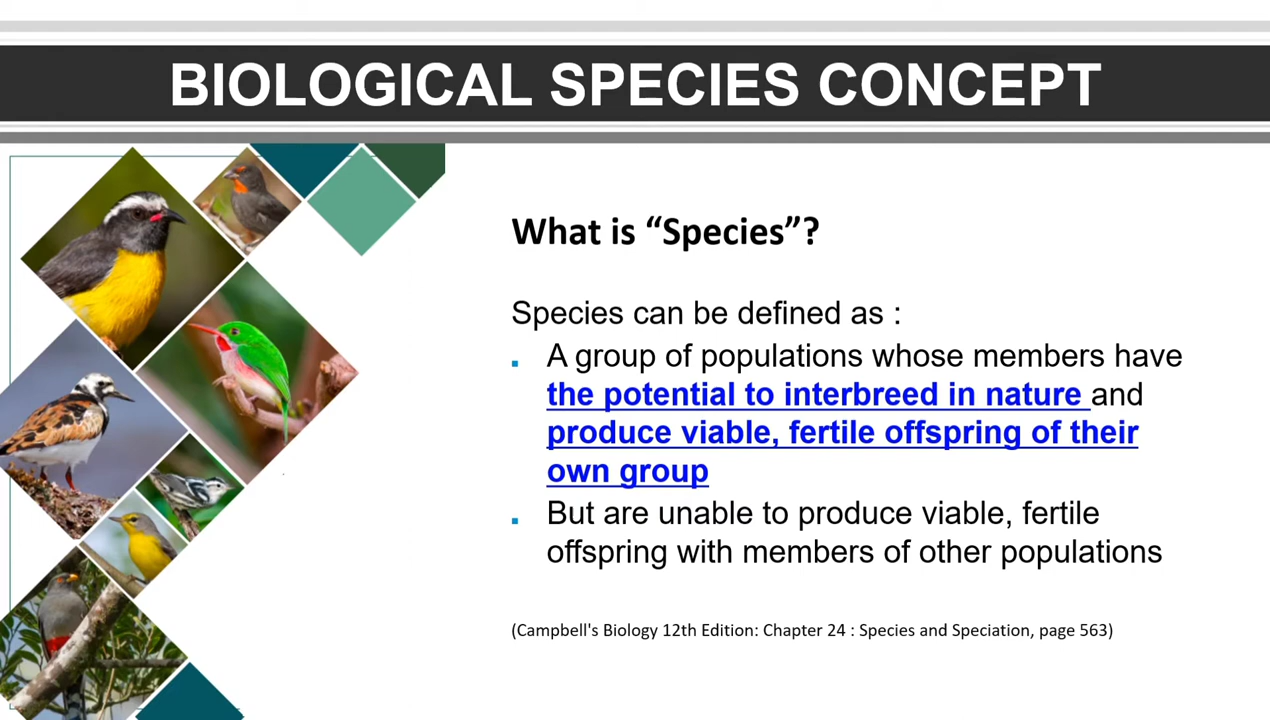 BIOLOGICAL SPECIES CONCEPT
What is “Species”?
Species can be defined as :
A group of populations whose members have
the potential to interbreed in nature and
produce viable, fertile offspring of their
own group
But are unable to produce viable, fertile
offspring with members of other populations
(Campbell's Biology 12th Edition: Chapter 24 : Species and Speciation, page 563)